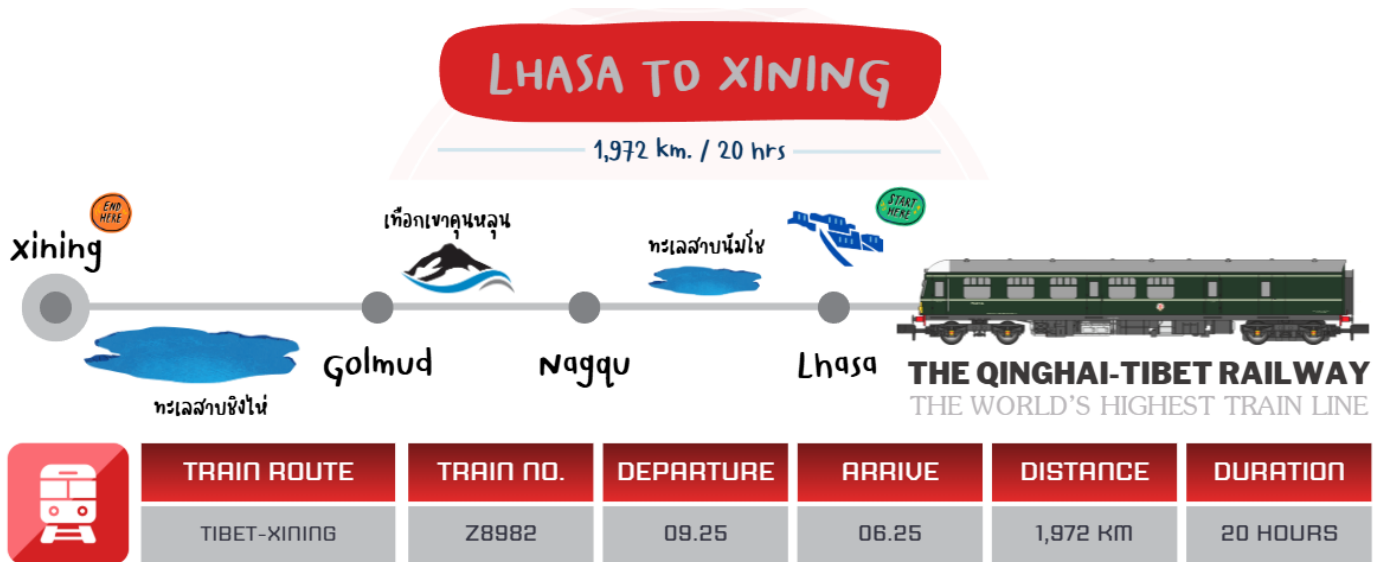 LHASA TO XINING
1,972 km. / 20 hrs
END HERE
START HERE
xining
เทือกเขาคุนหลุน
ทะเลสาบนัมโซ
Golmud
Nagqu
Lhasa
ทะเลสาบชิงไห่
THE QINGHAI-TIBET RAILWAY
THE WORLD'S HIGHEST TRAIN LINE
TRAIN ROUTE TRAIN NO. DEPARTURE ARRIVE DISTANCE DURATION
TIBET-XINING Z8982 09.25 06.25 1,972 KM 20 HOURS